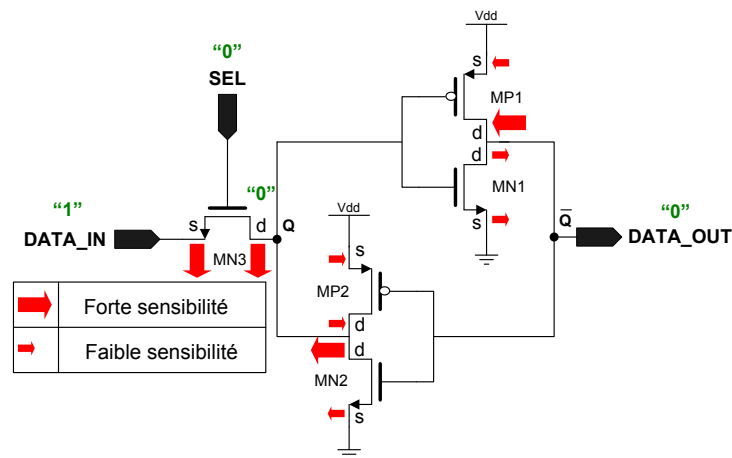 Vdd
“0”
SEL
s
MP1
d
d
MN1
s
“1”
DATA_IN
“0”
s
d
Q
MN3
Vdd
Q
“0”
DATA_OUT
s
MP2
d
d
MN2
s
Forte sensibilité
Faible sensibilité